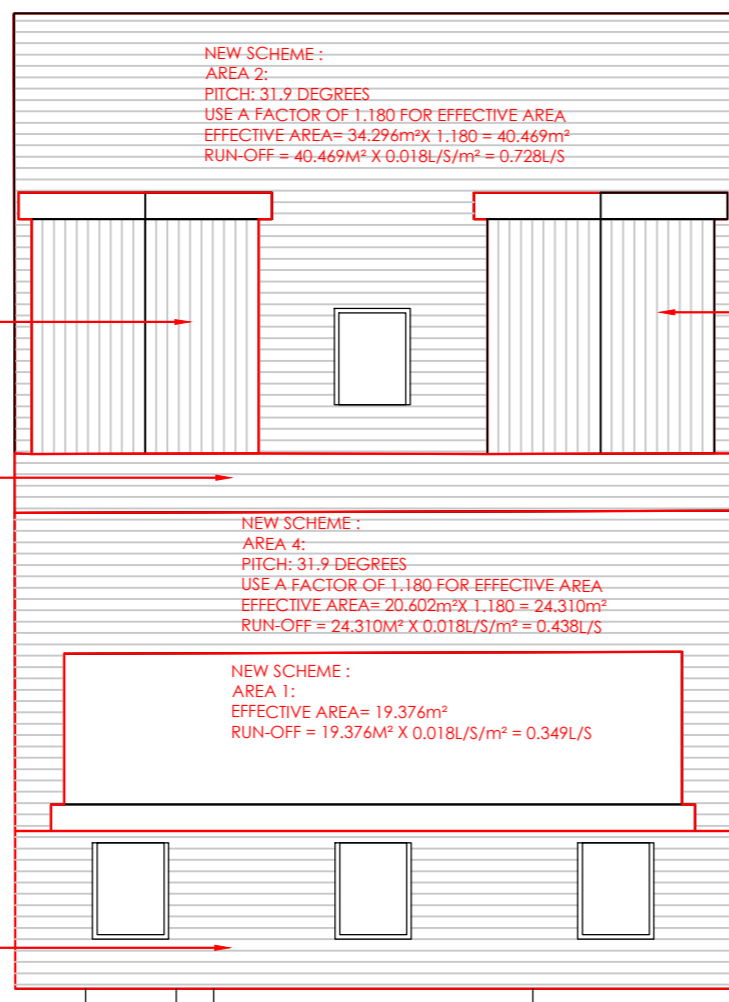 NEW SCHEME :
AREA 2:
PITCH: 31.9 DEGREES
USE A FACTOR OF 1.180 FOR EFFECTIVE AREA
EFFECTIVE AREA= 34.296m²X 1.180 = 40.469m²
RUN-OFF = 40.469M² X 0.018L/S/m² = 0.728L/S
NEW SCHEME :
AREA 4:
PITCH: 31.9 DEGREES
USE A FACTOR OF 1.180 FOR EFFECTIVE AREA
EFFECTIVE AREA= 20.602m²X 1.180 = 24.310m²
RUN-OFF = 24.310M² X 0.018L/S/m² = 0.438L/S
NEW SCHEME :
AREA 1:
EFFECTIVE AREA= 19.376m²
RUN-OFF = 19.376M² X 0.018L/S/m² = 0.349L/S